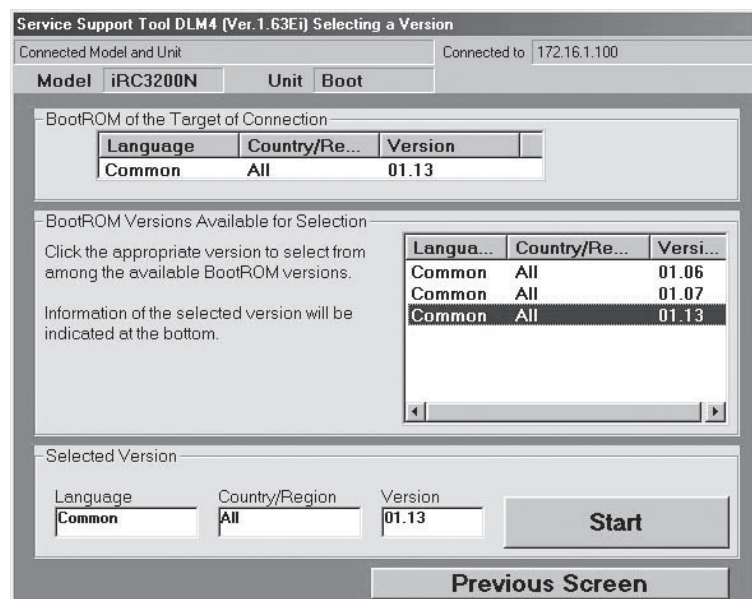 Service Support Tool DLM4 (Ver.1.63Ei) Selecting a Version
Connected Model and Unit
Connected to 172.16.1.100
Model iRC3200N Unit Boot
BootROM of the Target of Connection
Language Country/Re... Version
Common All 01.13
BootROM Versions Available for Selection
Click the appropriate version to select from
among the available BootROM versions.
Information of the selected version will be
indicated at the bottom.
Langua... Country/Re... Versi...
Common All 01.06
Common All 01.07
Common All 01.13
Selected Version
Language Country/Region Version
Common All 01.13
Start
Previous Screen